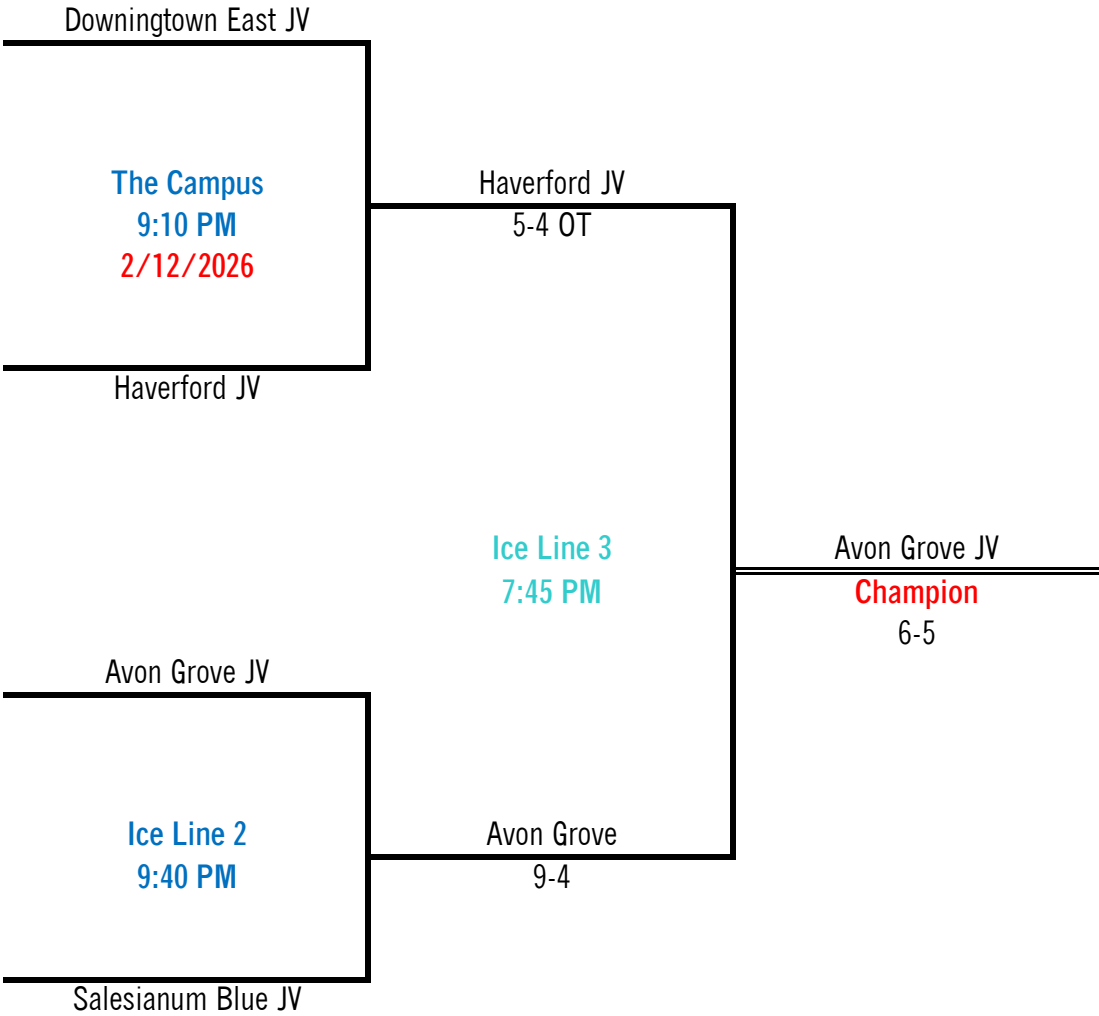 Downingtown East JV
The Campus
9:10 PM
2/12/2026
Haverford JV
Haverford JV
5-4 OT
Ice Line 3
7:45 PM
Avon Grove JV
Champion
6-5
Avon Grove JV
Ice Line 2
9:40 PM
Salesianum Blue JV
Avon Grove
9-4